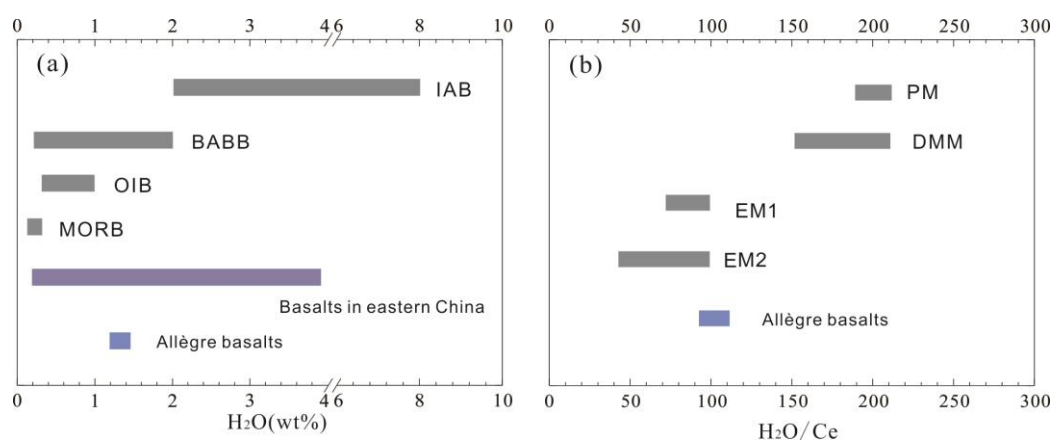 0 1 2 3 4 6 8 10
(a)
IAB
BABB
OIB
MORB
Basalts in eastern China
Allègre basalts
0 1 2 3 4 6 8 10
H₂O(wt%)
0 50 100 150 200 250 300
(b)
PM
DMM
EM1
EM2
Allègre basalts
0 50 100 150 200 250 300
H₂O/Ce